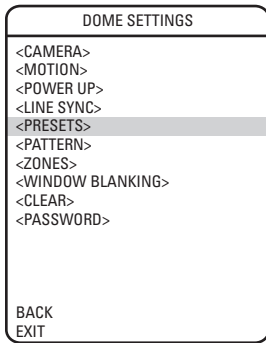 DOME SETTINGS
<CAMERA>
<MOTION>
<POWER UP>
<LINE SYNC>
<PRESETS>
<PATTERN>
<ZONES>
<WINDOW BLANKING>
<CLEAR>
<PASSWORD>
BACK
EXIT